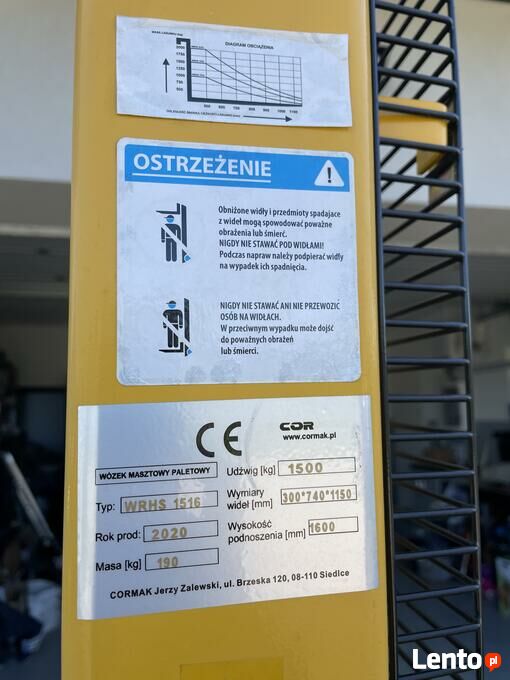 DIAGRAM OBCIĄŻENIA
OSTRZEŻENIE
Obniżone widły i przedmioty spadające
z wideł mogą spowodować poważne
obrażenia lub śmierć.
NIGDY NIE STAWAĆ POD WIDŁAMI!
Podczas napraw należy podpierać widły
na wypadek ich spadnięcia.
NIGDY NIE STAWAĆ ANI NIE PRZEWOZIĆ
OSÓB NA WIDŁACH.
W przeciwnym wypadku może dojść
do poważnych obrażeń
lub śmierci.
CE
COR
www.cormak.pl
WÓZEK MASZTOWY PALETOWY
Udźwig [kg] 1500
Typ: WRHS 1516
Wymiary
wideł [mm] 300*740*1150
Rok prod: 2020
Wysokość
podnoszenia [mm] 1600
Masa [kg] 190
CORMAK Jerzy Zalewski, ul. Brzeska 120, 08-110 Siedlce
Lento.pl